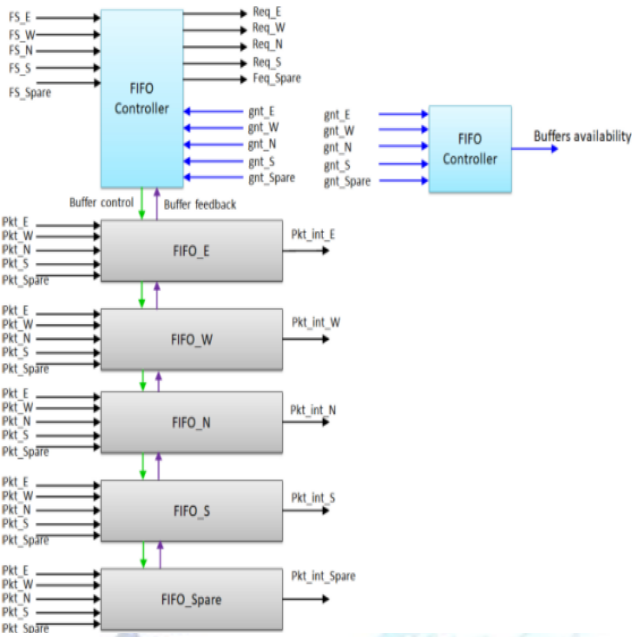 FS_E
FS_W
FS_N
FS_S
FS_Spare
FIFO
Controller
Req_E
Req_W
Req_N
Req_S
Feq_Spare
gnt_E
gnt_W
gnt_N
gnt_S
gnt_Spare
gnt_E
gnt_W
gnt_N
gnt_S
gnt_Spare
FIFO
Controller
Buffers availability
Buffer control
Buffer feedback
Pkt_E
Pkt_W
Pkt_N
Pkt_S
Pkt_Spare
FIFO_E
Pkt_int_E
Pkt_E
Pkt_W
Pkt_N
Pkt_S
Pkt_Spare
FIFO_W
Pkt_int_W
Pkt_E
Pkt_W
Pkt_N
Pkt_S
Pkt_Spare
FIFO_N
Pkt_int_N
Pkt_E
Pkt_W
Pkt_N
Pkt_S
Pkt_Spare
FIFO_S
Pkt_int_S
Pkt_E
Pkt_W
Pkt_N
Pkt_S
Pkt_Spare
FIFO_Spare
Pkt_int_Spare